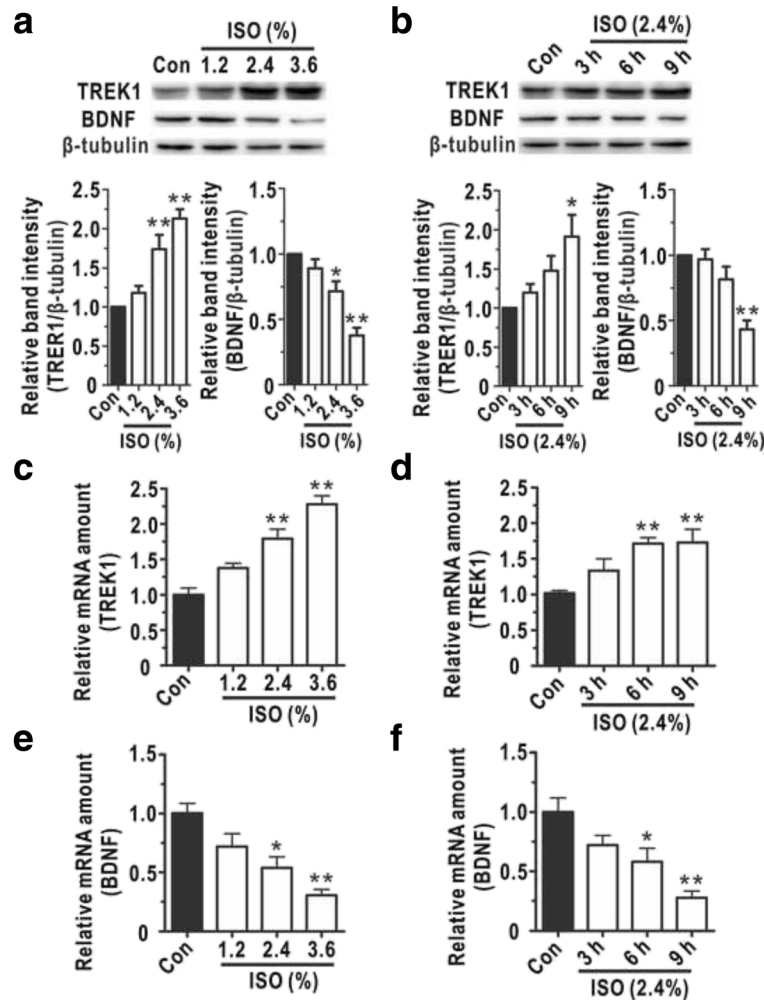 a
ISO (%)
Con 1.2 2.4 3.6
TREK1
BDNF
β-tubulin
Relative band intensity
(TRER1/β-tubulin)
2.5
2.0
1.5
1.0
0.5
0
**
**
Con 1.2 2.4 3.6
ISO (%)
Relative band intensity
(BDNF/β-tubulin)
1.5
1.0
0.5
0
*
**
Con 1.2 2.4 3.6
ISO (%)
b
ISO (2.4%)
Con 3 h 6 h 9 h
TREK1
BDNF
β-tubulin
Relative band intensity
(TRER1/β-tubulin)
2.5
2.0
1.5
1.0
0.5
0
*
Con 3 h 6 h 9 h
ISO (2.4%)
Relative band intensity
(BDNF/β-tubulin)
1.5
1.0
0.5
0
**
Con 3 h 6 h 9 h
ISO (2.4%)
c
Relative mRNA amount
(TREK1)
2.5
2.0
1.5
1.0
0.5
0
**
**
Con 1.2 2.4 3.6
ISO (%)
d
Relative mRNA amount
(TREK1)
2.5
2.0
1.5
1.0
0.5
0
**
**
Con 3 h 6 h 9 h
ISO (2.4%)
e
Relative mRNA amount
(BDNF)
1.5
1.0
0.5
0
*
**
Con 1.2 2.4 3.6
ISO (%)
f
Relative mRNA amount
(BDNF)
1.5
1.0
0.5
0
*
**
Con 3 h 6 h 9 h
ISO (2.4%)